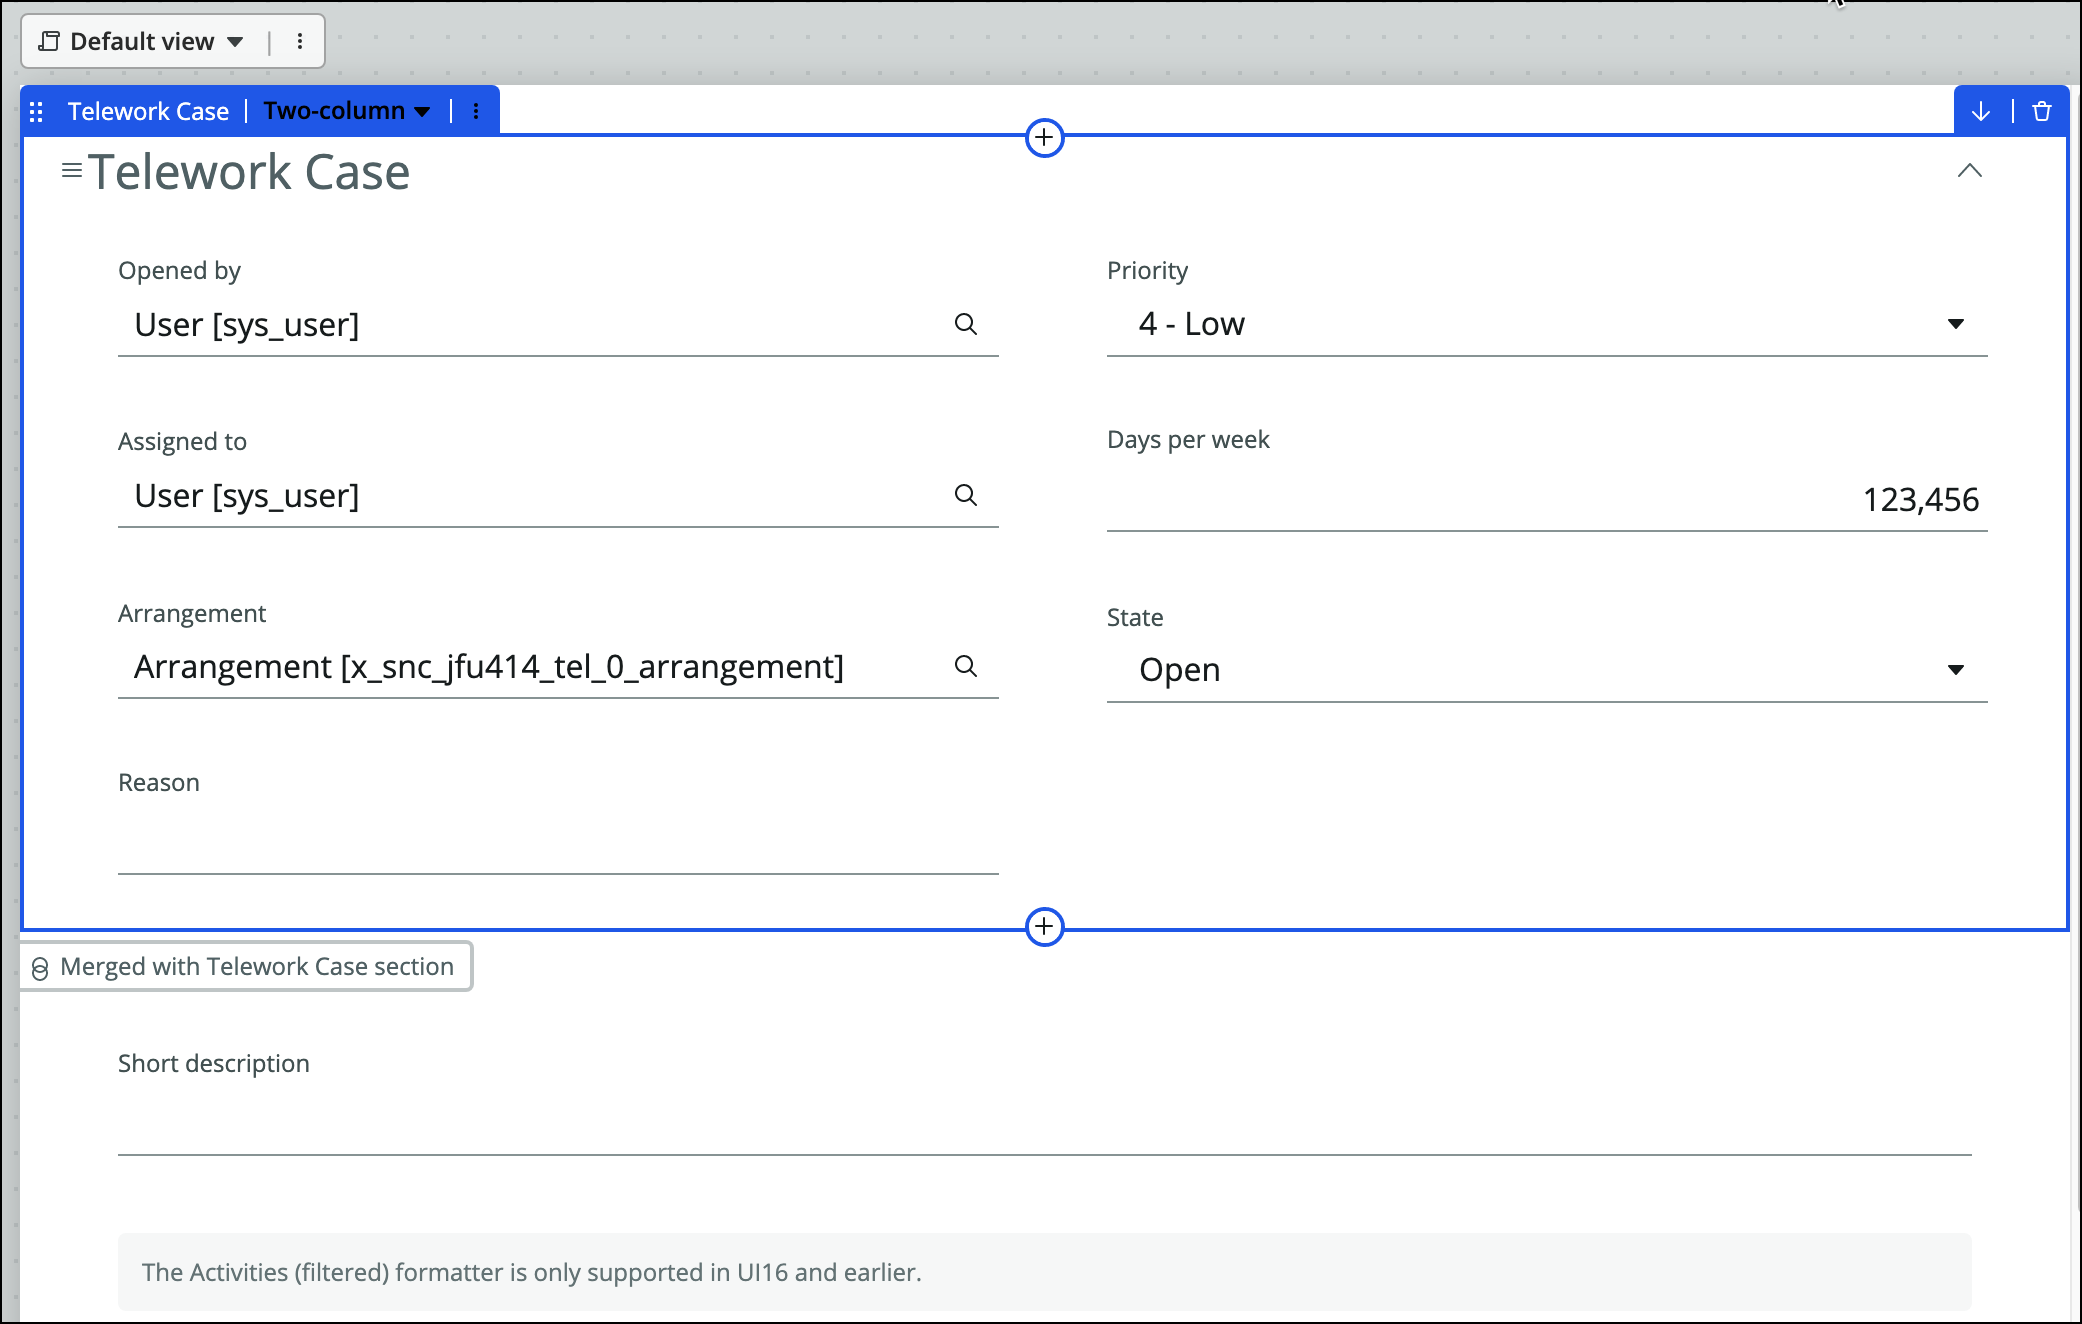 Default view
Telework Case | Two-column
Telework Case
Opened by
User [sys_user]
Priority
4 - Low
Assigned to
User [sys_user]
Days per week
123,456
Arrangement
Arrangement [x_snc_jfu414_tel_0_arrangement]
State
Open
Reason
Merged with Telework Case section
Short description
The Activities (filtered) formatter is only supported in UI16 and earlier.